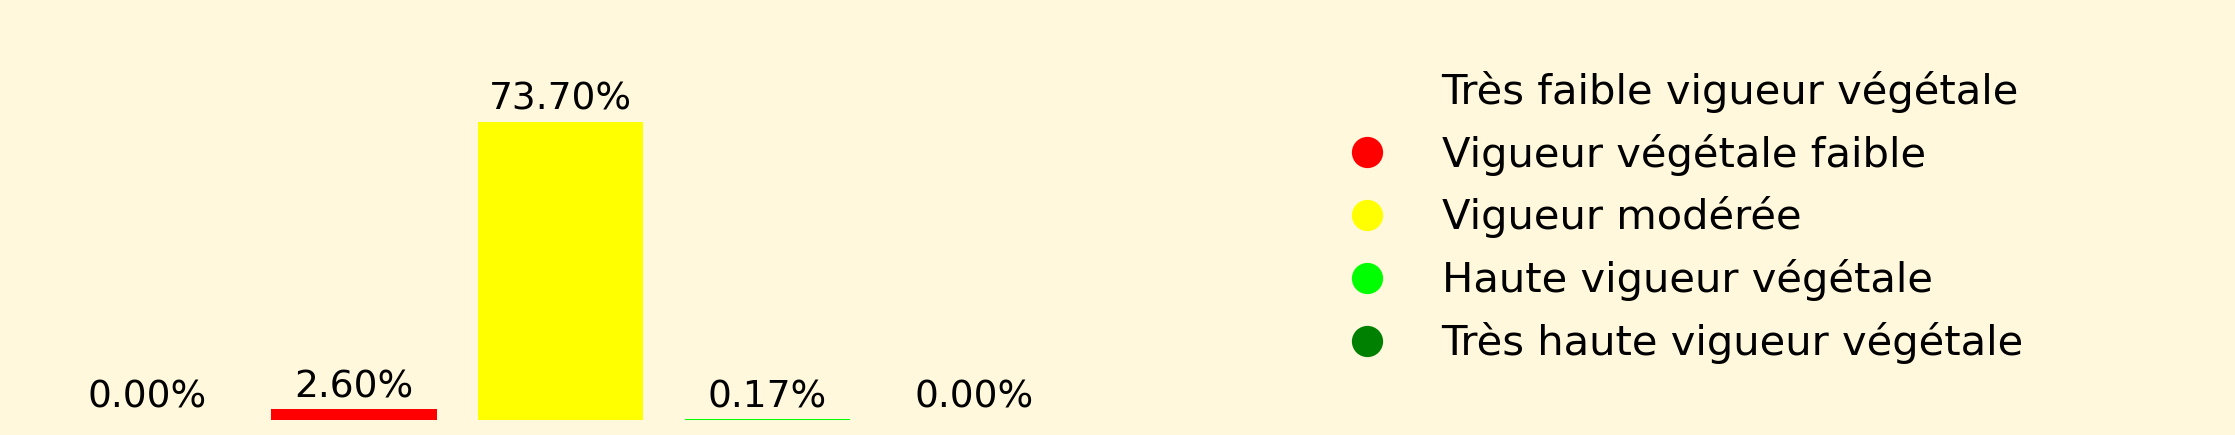 73.70%
2.60%
0.00%
0.17%
0.00%
Très faible vigueur végétale
Vigueur végétale faible
Vigueur modérée
Haute vigueur végétale
Très haute vigueur végétale